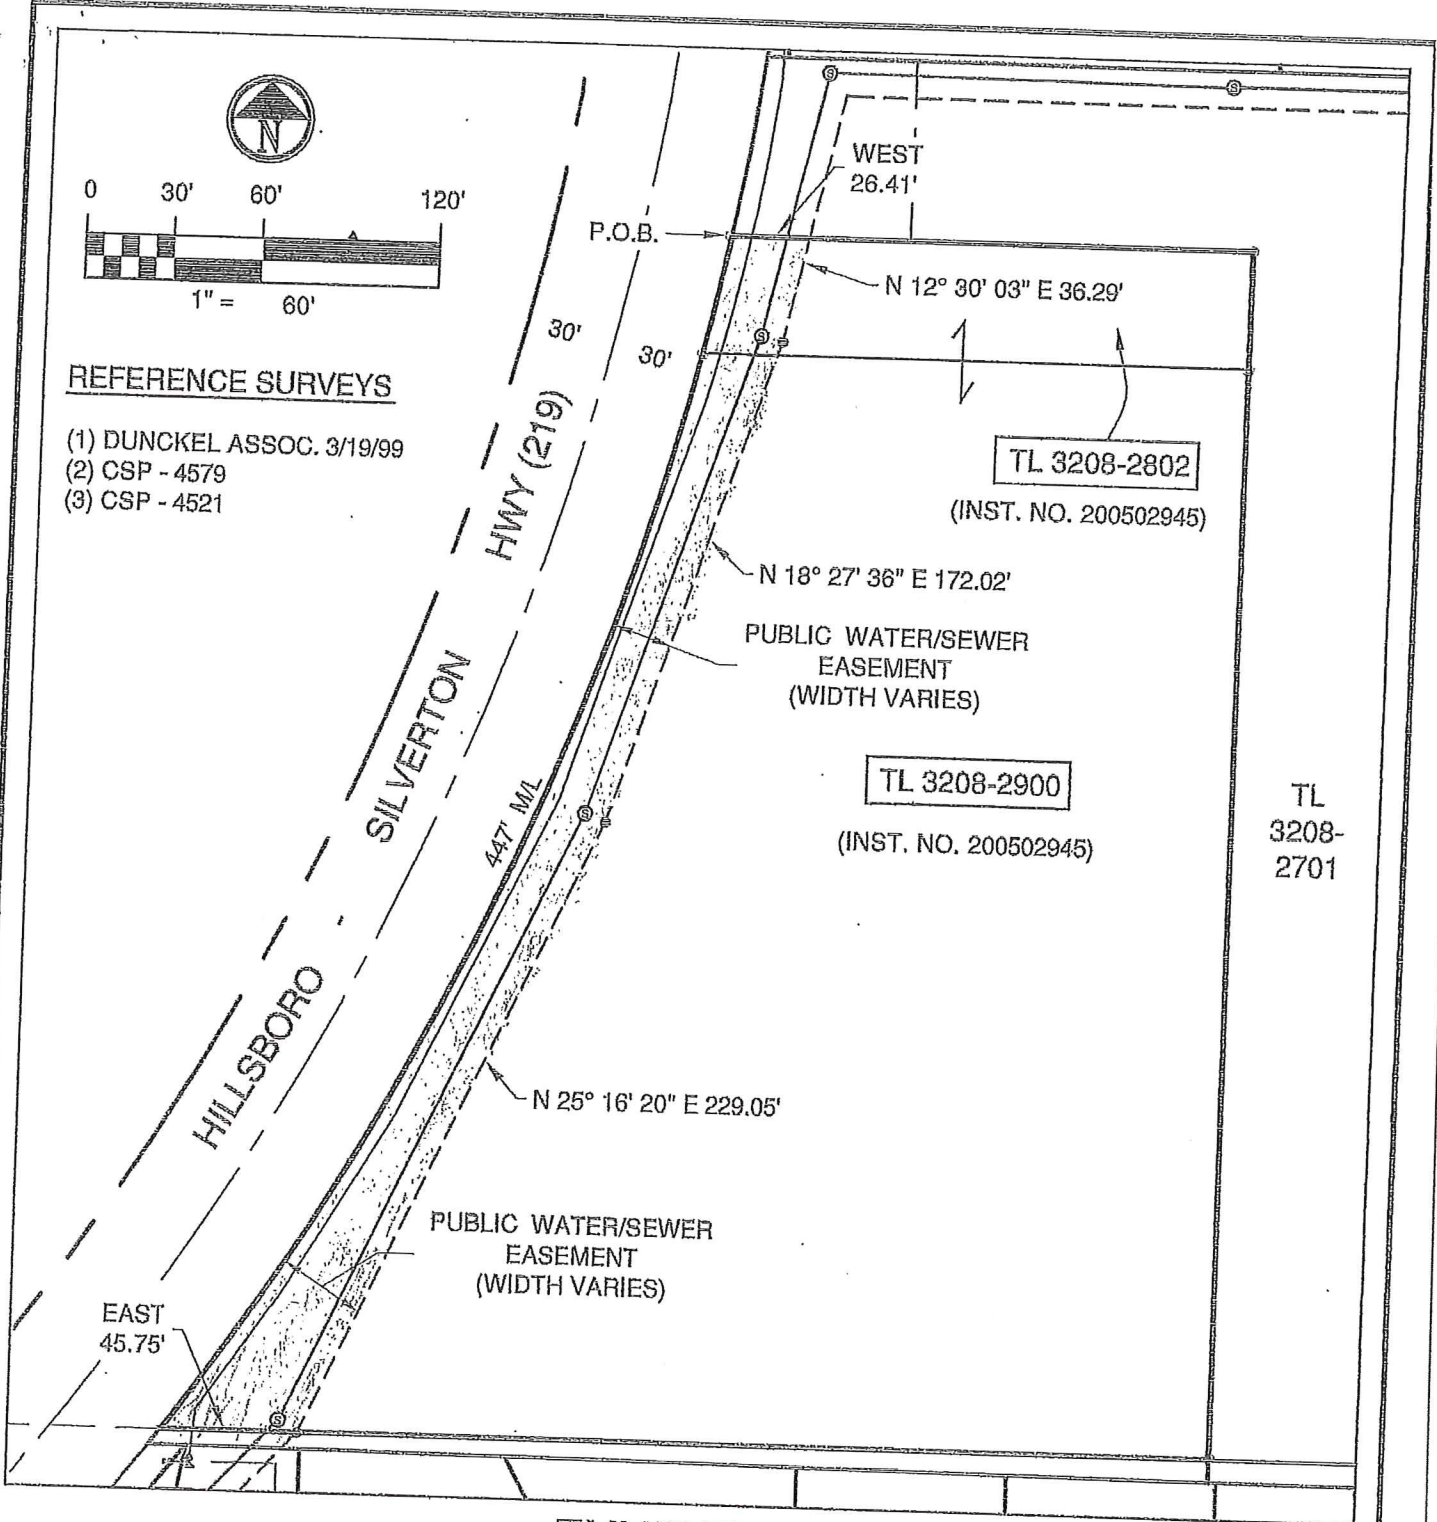 N
0 30' 60' 120'
1" = 60'
REFERENCE SURVEYS
(1) DUNCKEL ASSOC. 3/19/99
(2) CSP - 4579
(3) CSP - 4521
WEST
26.41'
P.O.B.
N 12° 30' 03" E 36.29'
30'
30'
TL 3208-2802
(INST. NO. 200502945)
HILLSBORO SILVERTON HWY (219)
N 18° 27' 36" E 172.02'
PUBLIC WATER/SEWER
EASEMENT
(WIDTH VARIES)
447' M/L
TL 3208-2900
(INST. NO. 200502945)
TL
3208-
2701
N 25° 16' 20" E 229.05'
PUBLIC WATER/SEWER
EASEMENT
(WIDTH VARIES)
EAST
45.75'
S
S
S
S
S